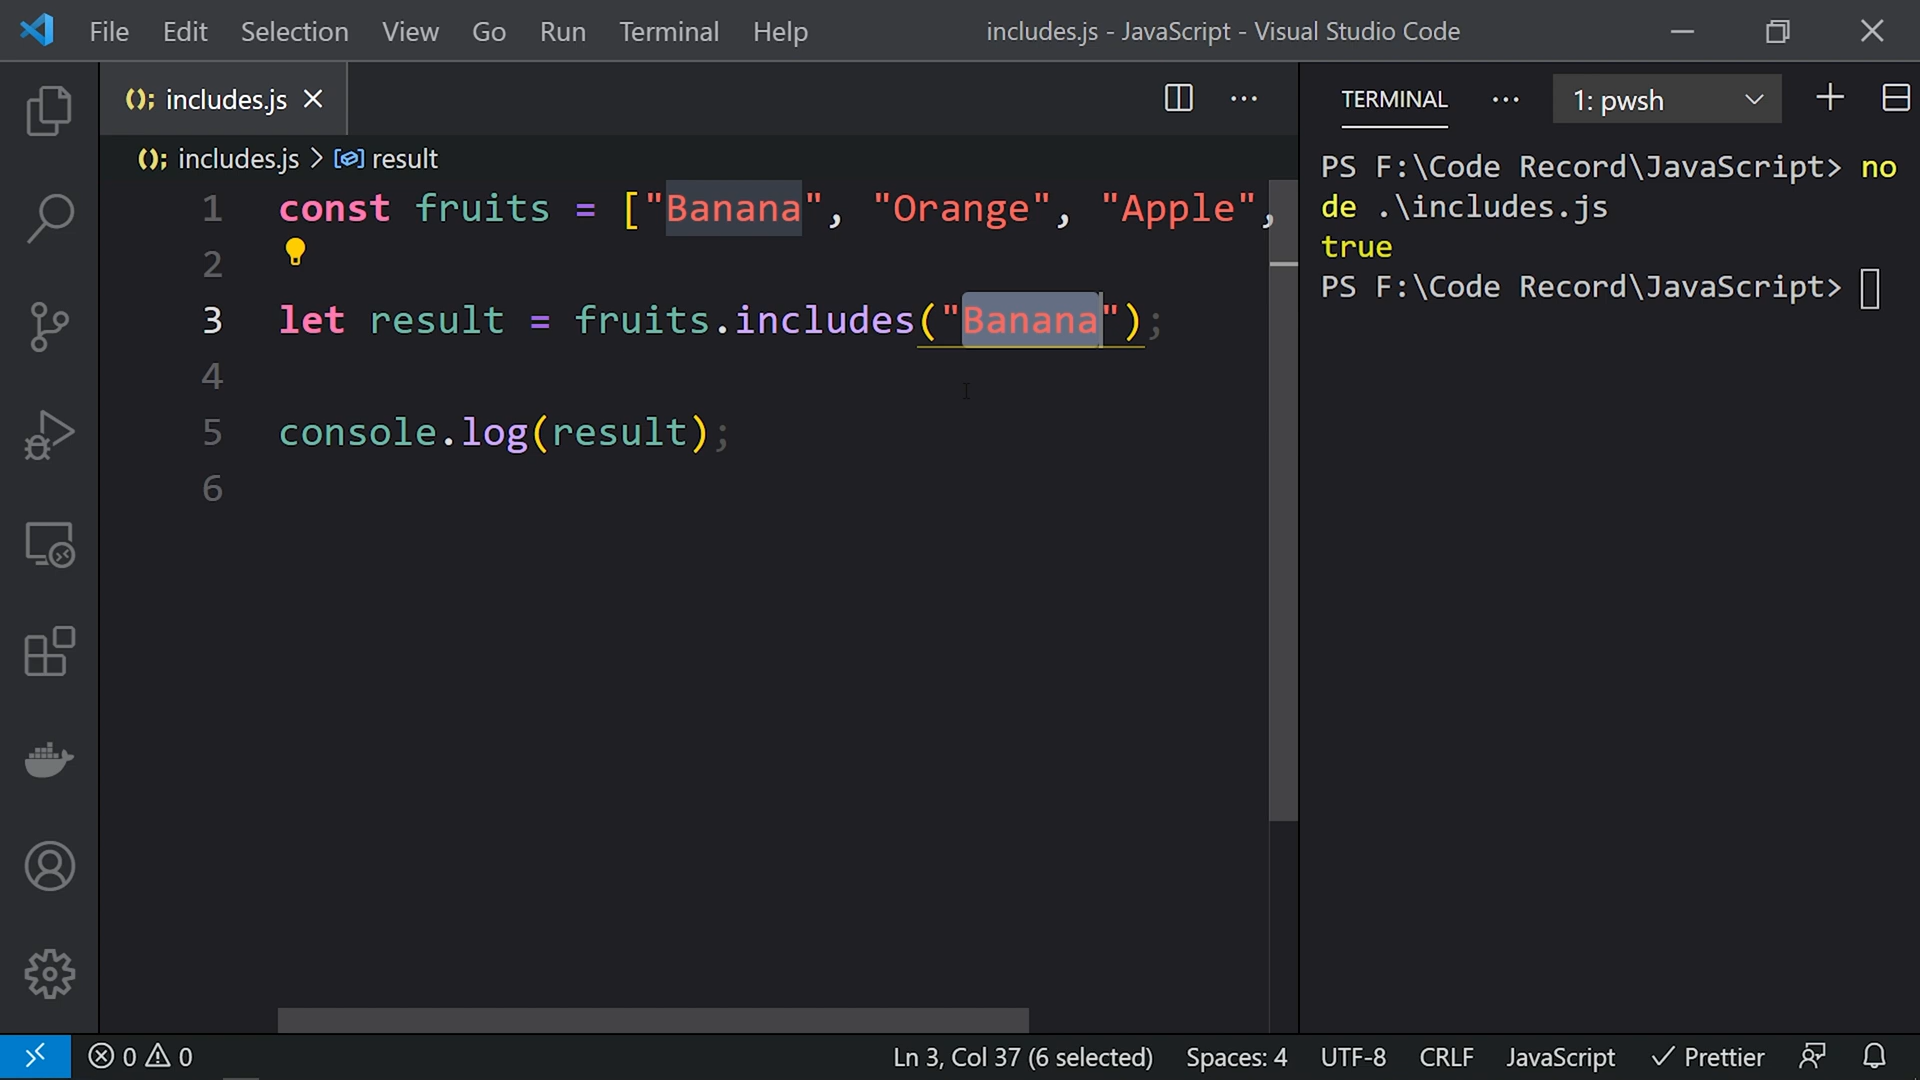 File Edit Selection View Go Run Terminal Help includes.js - JavaScript - Visual Studio Code
(); includes.js
(); includes.js > result
1 const fruits = ["Banana", "Orange", "Apple",
2
3 let result = fruits.includes("Banana");
4
5 console.log(result);
6
TERMINAL 1: pwsh
PS F:\Code Record\JavaScript> no
de .\includes.js
true
PS F:\Code Record\JavaScript>
0 0 Ln 3, Col 37 (6 selected) Spaces: 4 UTF-8 CRLF JavaScript Prettier